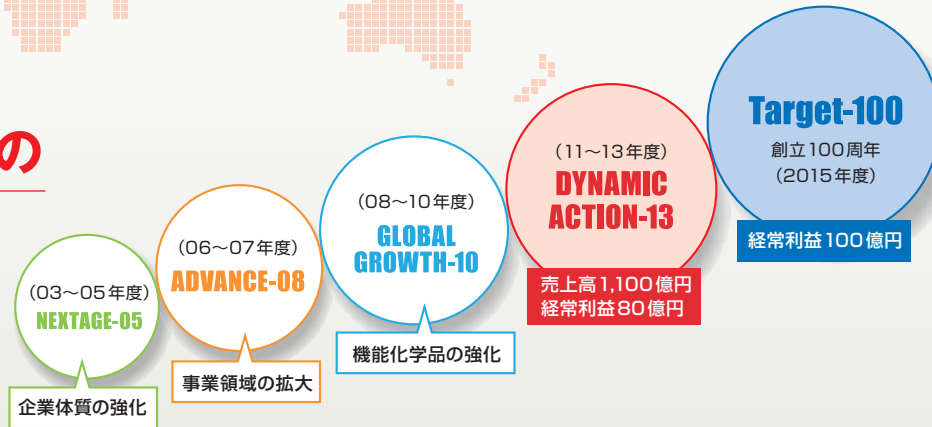 の
(03〜05年度)
NEXTAGE-05
企業体質の強化
(06〜07年度)
ADVANCE-08
事業領域の拡大
(08〜10年度)
GLOBAL
GROWTH-10
機能化学品の強化
(11〜13年度)
DYNAMIC
ACTION-13
売上高1,100億円
経常利益80億円
Target-100
創立100周年
(2015年度)
経常利益100億円